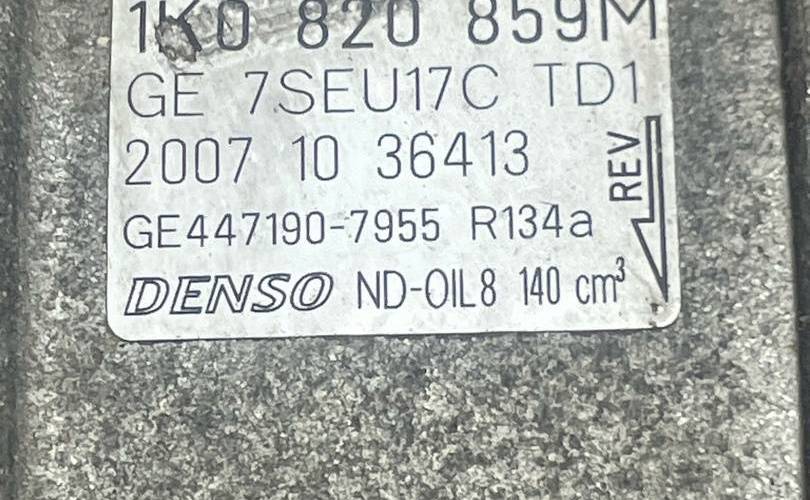 1K0 820 859M
GE 7SEU17C TD1
2007 10 36413
GE447190-7955 R134a
DENSO ND-OIL8 140 cm³
REV